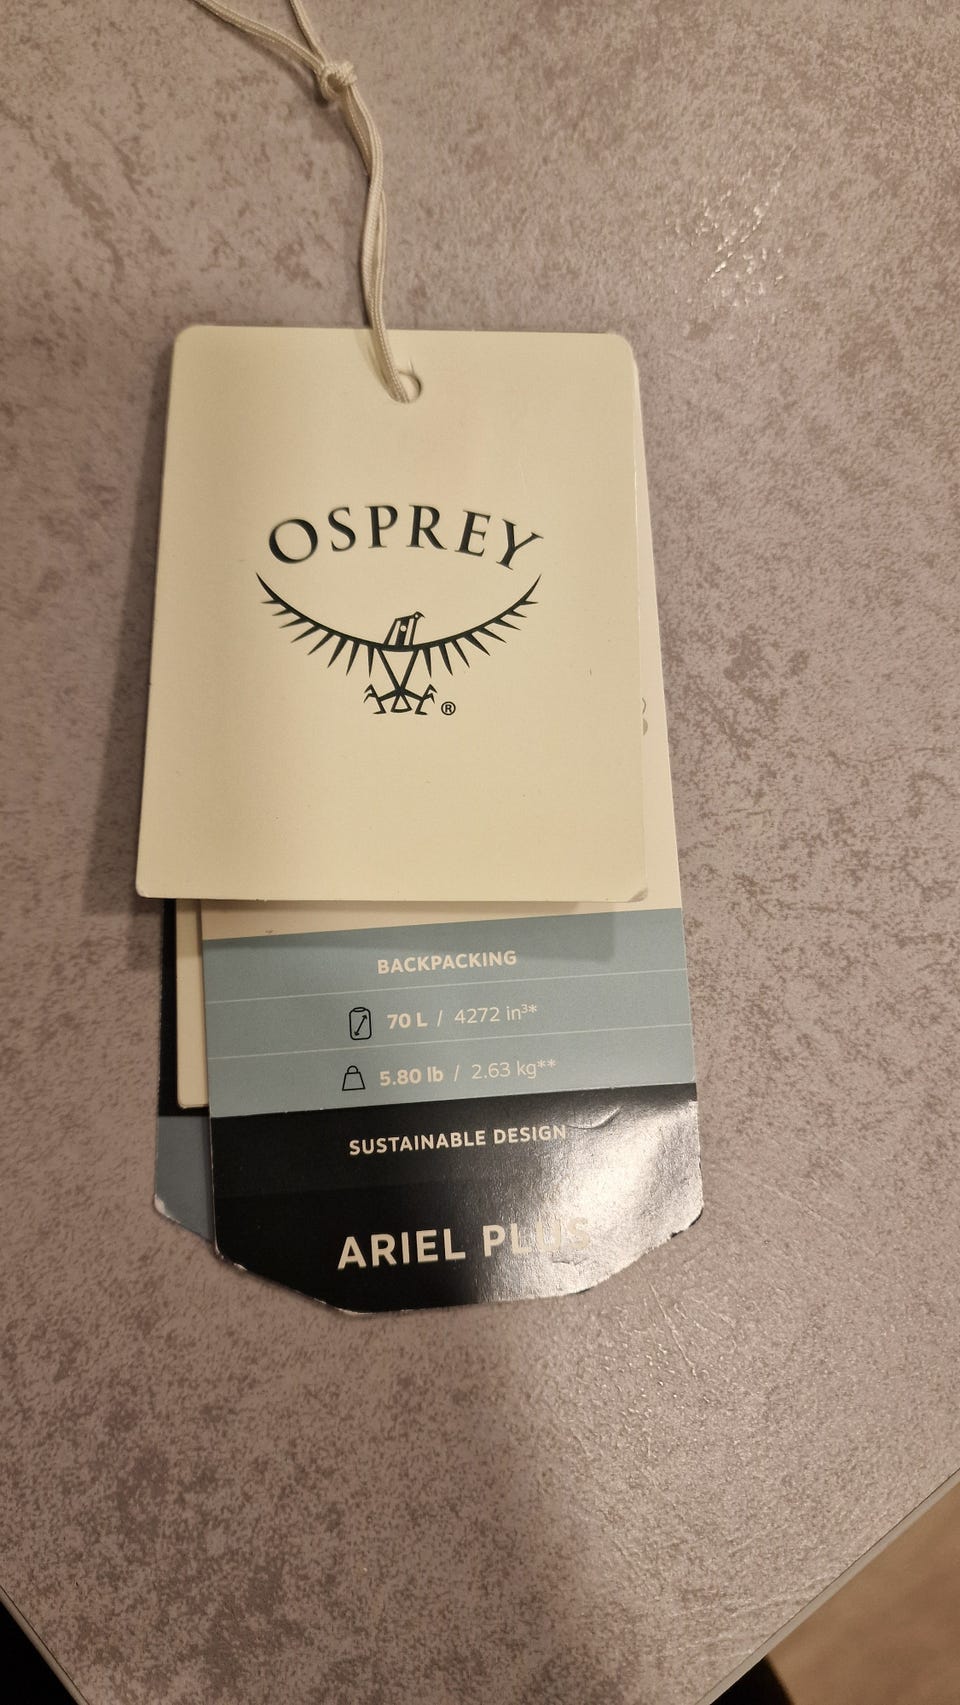 OSPREY
®
BACKPACKING
70 L / 4272 in³*
5.80 lb / 2.63 kg**
SUSTAINABLE DESIGN
ARIEL PLUS